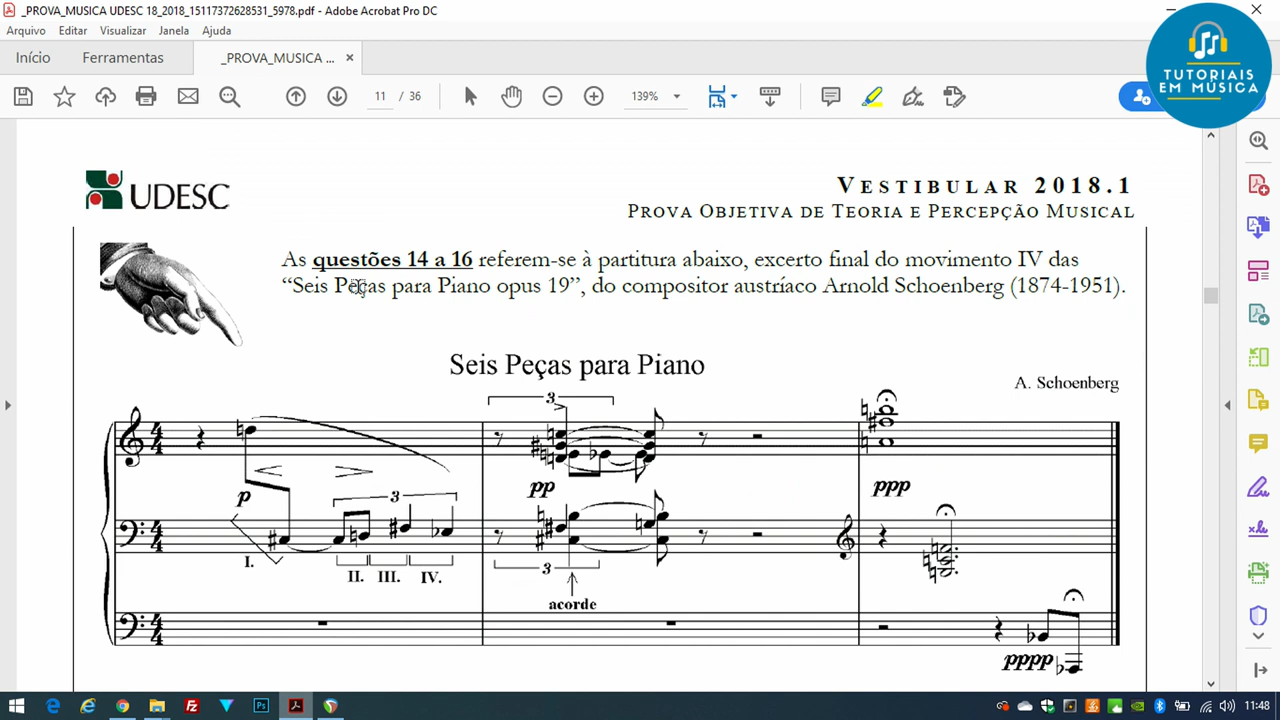 _PROVA_MUSICA UDESC 18_2018_15117372628531_5978.pdf - Adobe Acrobat Pro DC
Arquivo Editar Visualizar Janela Ajuda
Início Ferramentas _PROVA_MUSICA ... ×
11 / 36 139%
TUTORIAIS
EM MÚSICA
UDESC
VESTIBULAR 2018.1
PROVA OBJETIVA DE TEORIA E PERCEPÇÃO MUSICAL
As questões 14 a 16 referem-se à partitura abaixo, excerto final do movimento IV das
“Seis Peças para Piano opus 19”, do compositor austríaco Arnold Schoenberg (1874-1951).
Seis Peças para Piano
A. Schoenberg
3
p pp ppp
3
I. II. III. IV.
3
acorde
pppp
11:48